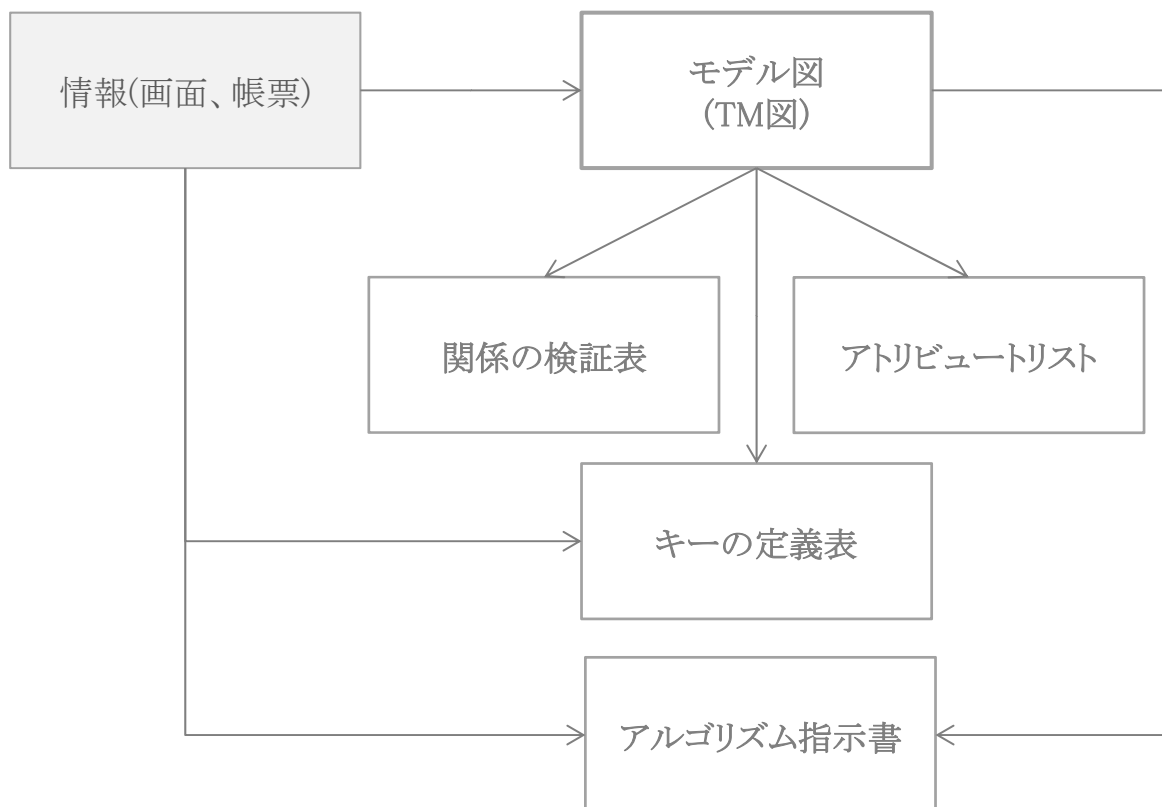 情報(画面、帳票)
モデル図
(TM図)
関係の検証表
アトリビュートリスト
キーの定義表
アルゴリズム指示書